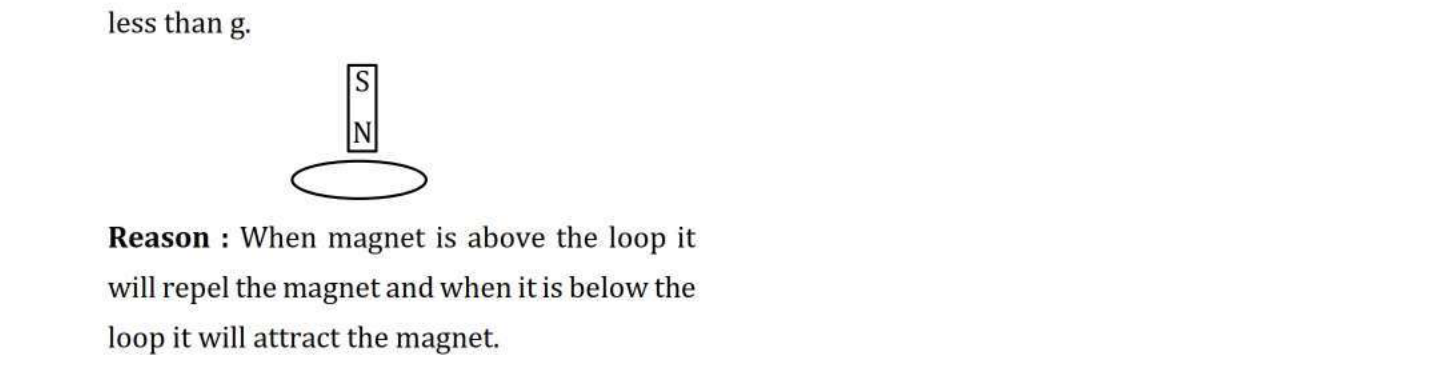 less than g.
S
N
Reason : When magnet is above the loop it
will repel the magnet and when it is below the
loop it will attract the magnet.